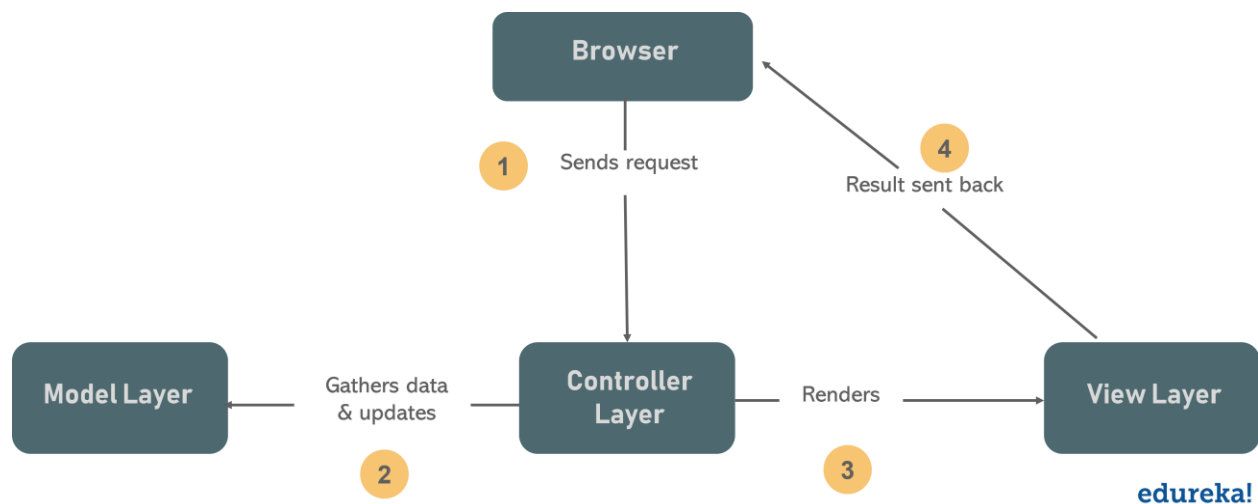 Browser
1
Sends request
4
Result sent back
Model Layer
Gathers data
& updates
2
Controller
Layer
Renders
3
View Layer
edureka!